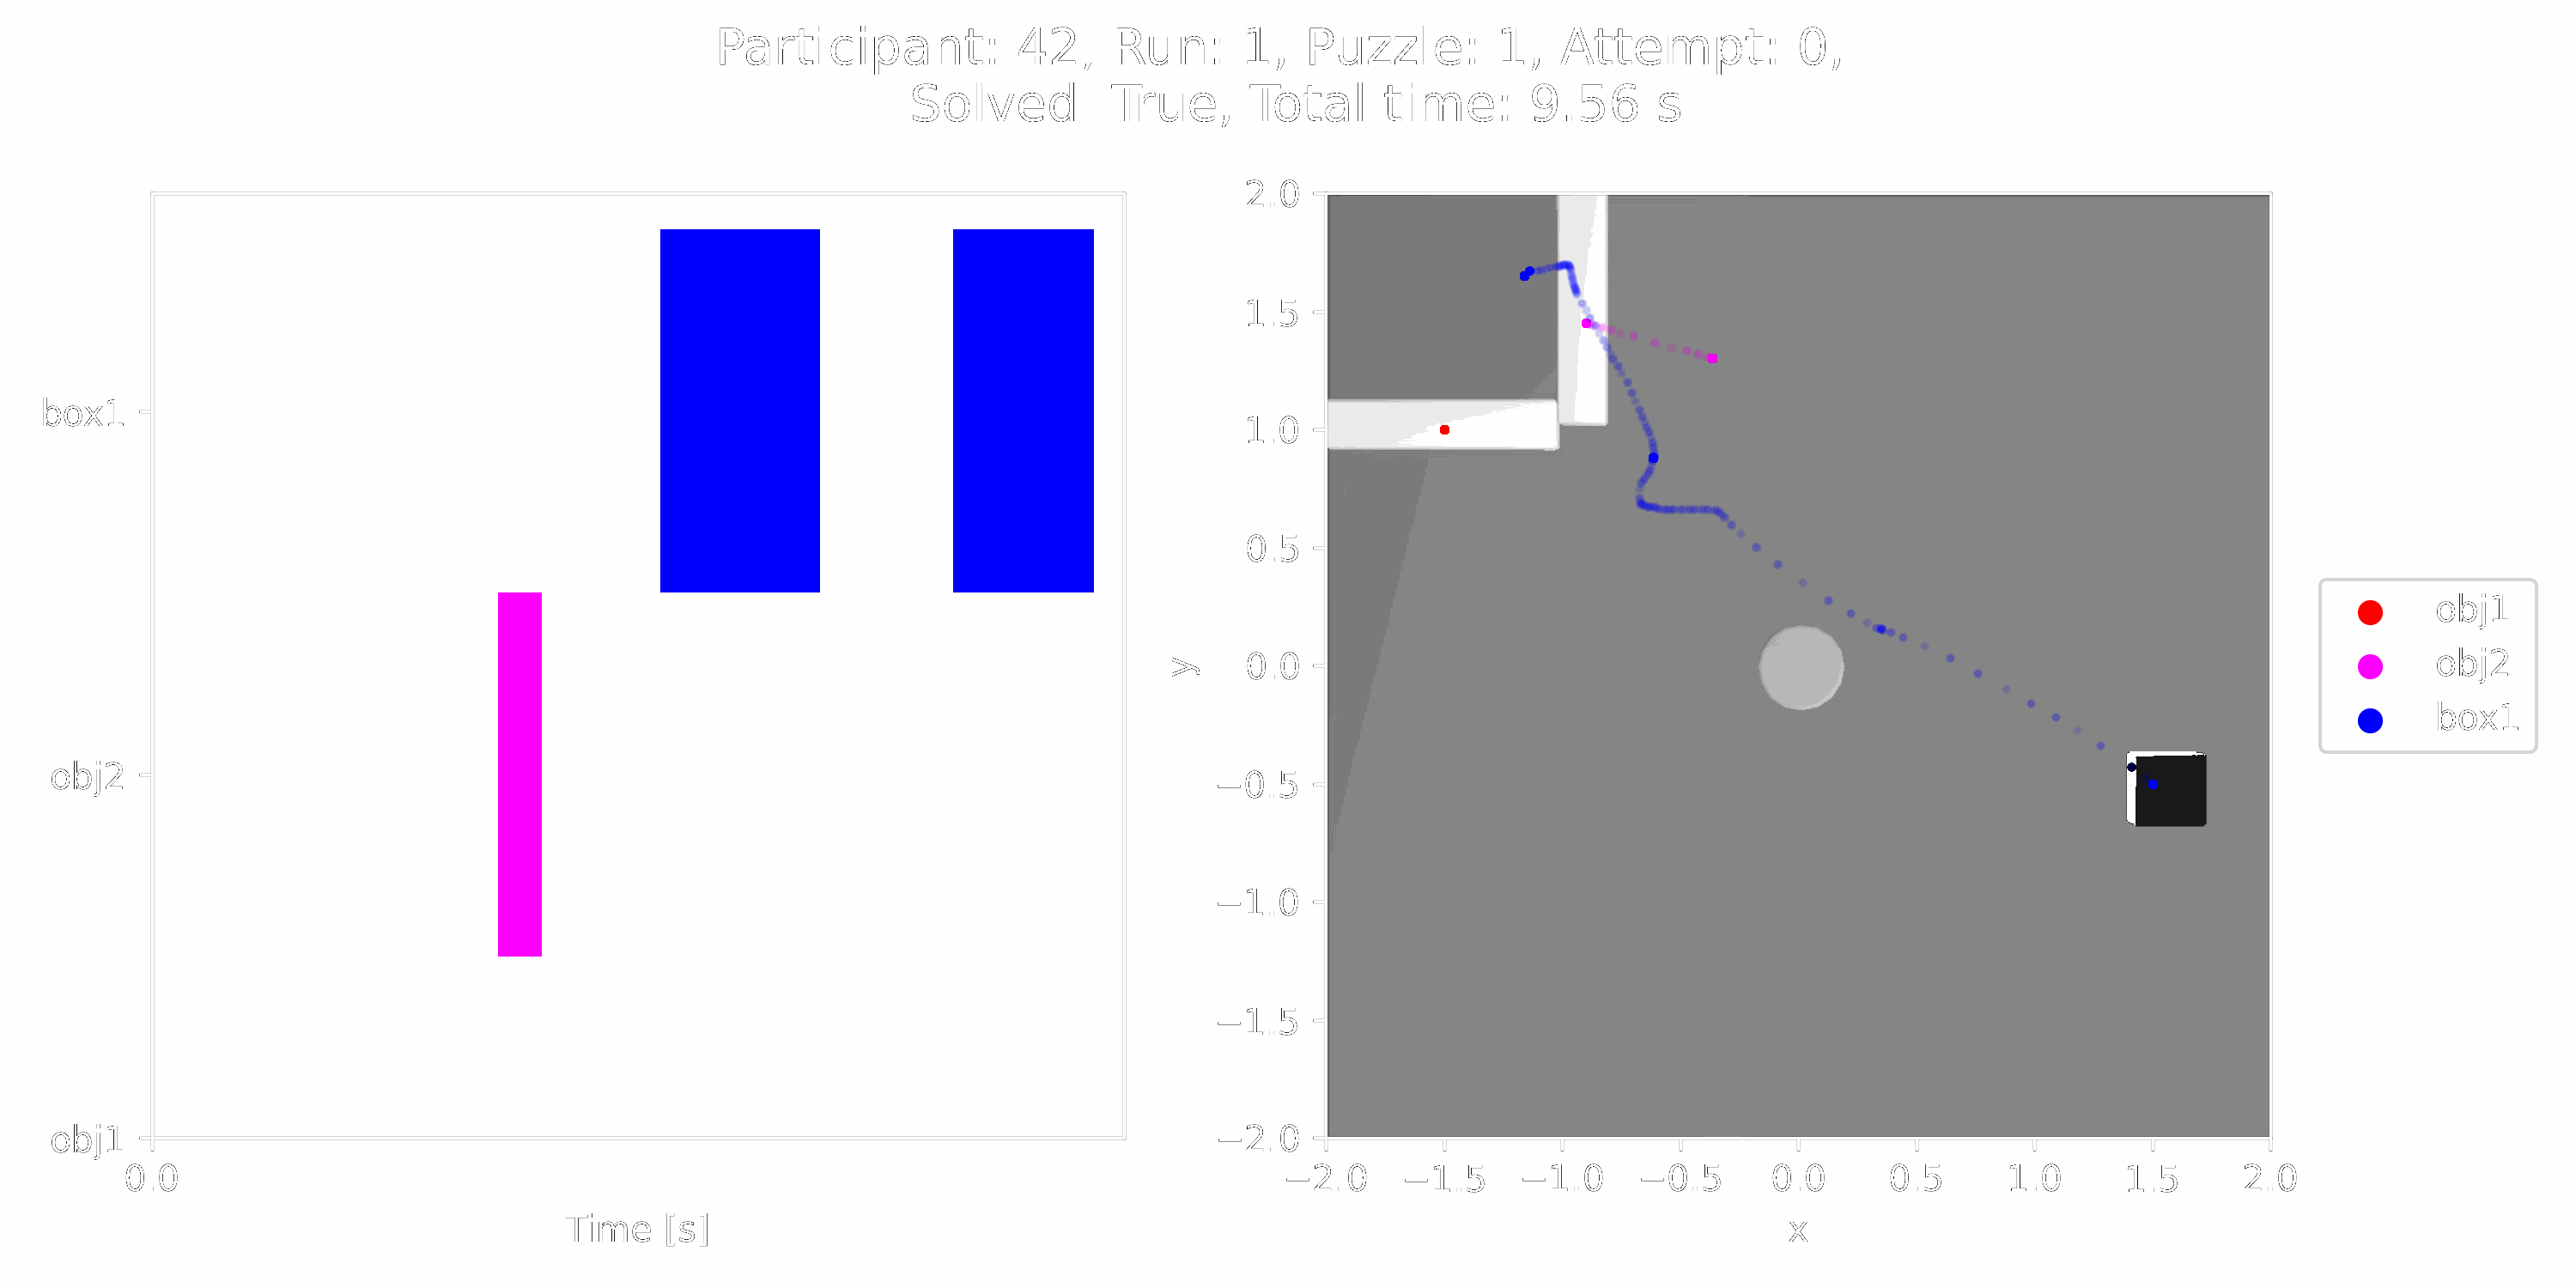 Participant: 42, Run: 1, Puzzle: 1, Attempt: 0,
Solved True, Total time: 9.56 s
box1
obj2
obj1
0.0
Time [s]
y
2.0
1.5
1.0
0.5
0.0
−0.5
−1.0
−1.5
−2.0
−2.0 −1.5 −1.0 −0.5 0.0 0.5 1.0 1.5 2.0
x
obj1
obj2
box1